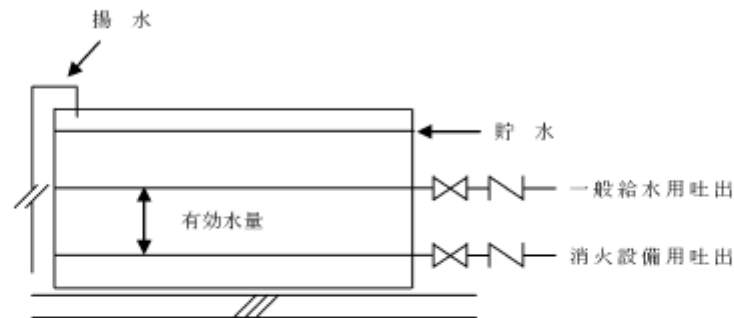 揚 水
貯 水
一般給水用吐出
有効水量
消火設備用吐出